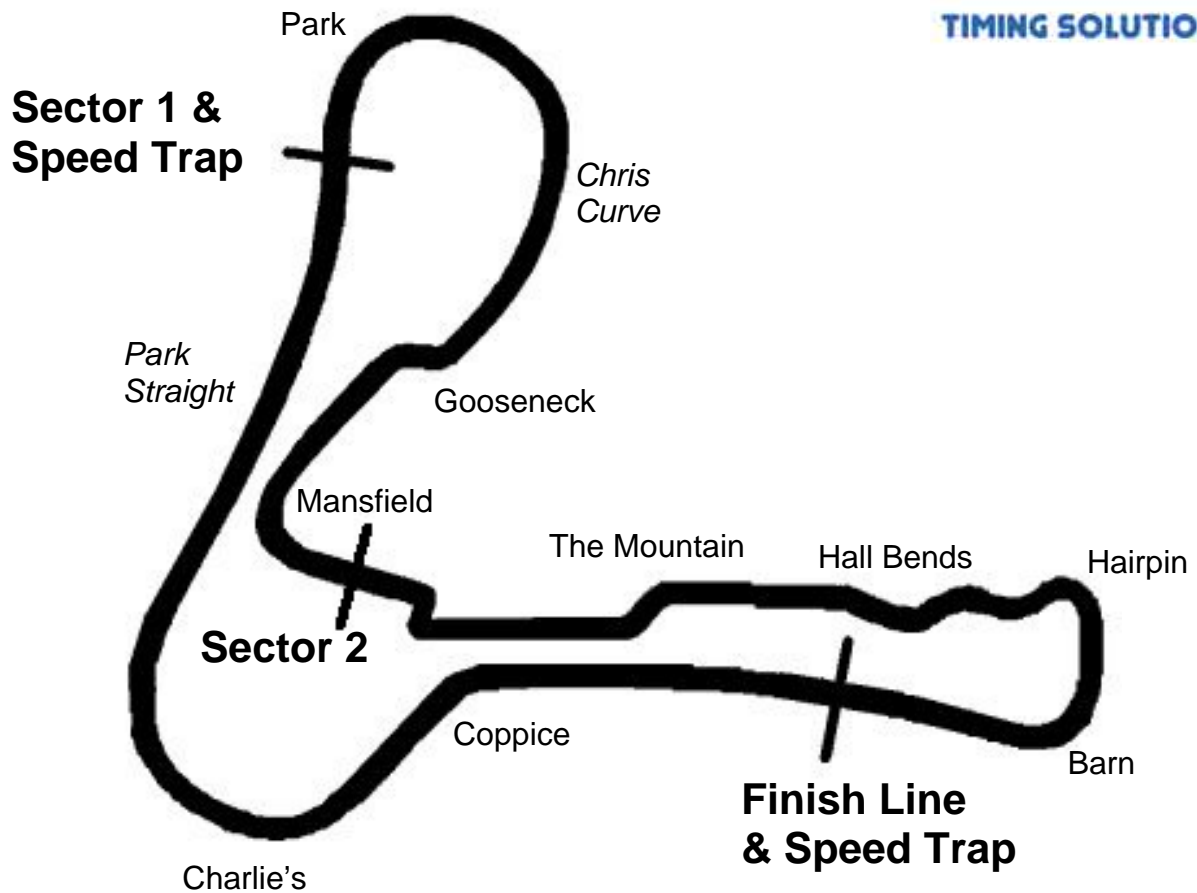 Park
TIMING SOLUTIO
Sector 1 &
Speed Trap
Chris
Curve
Park
Straight
Gooseneck
Mansfield
The Mountain
Hall Bends
Hairpin
Sector 2
Coppice
Barn
Finish Line
& Speed Trap
Charlie's